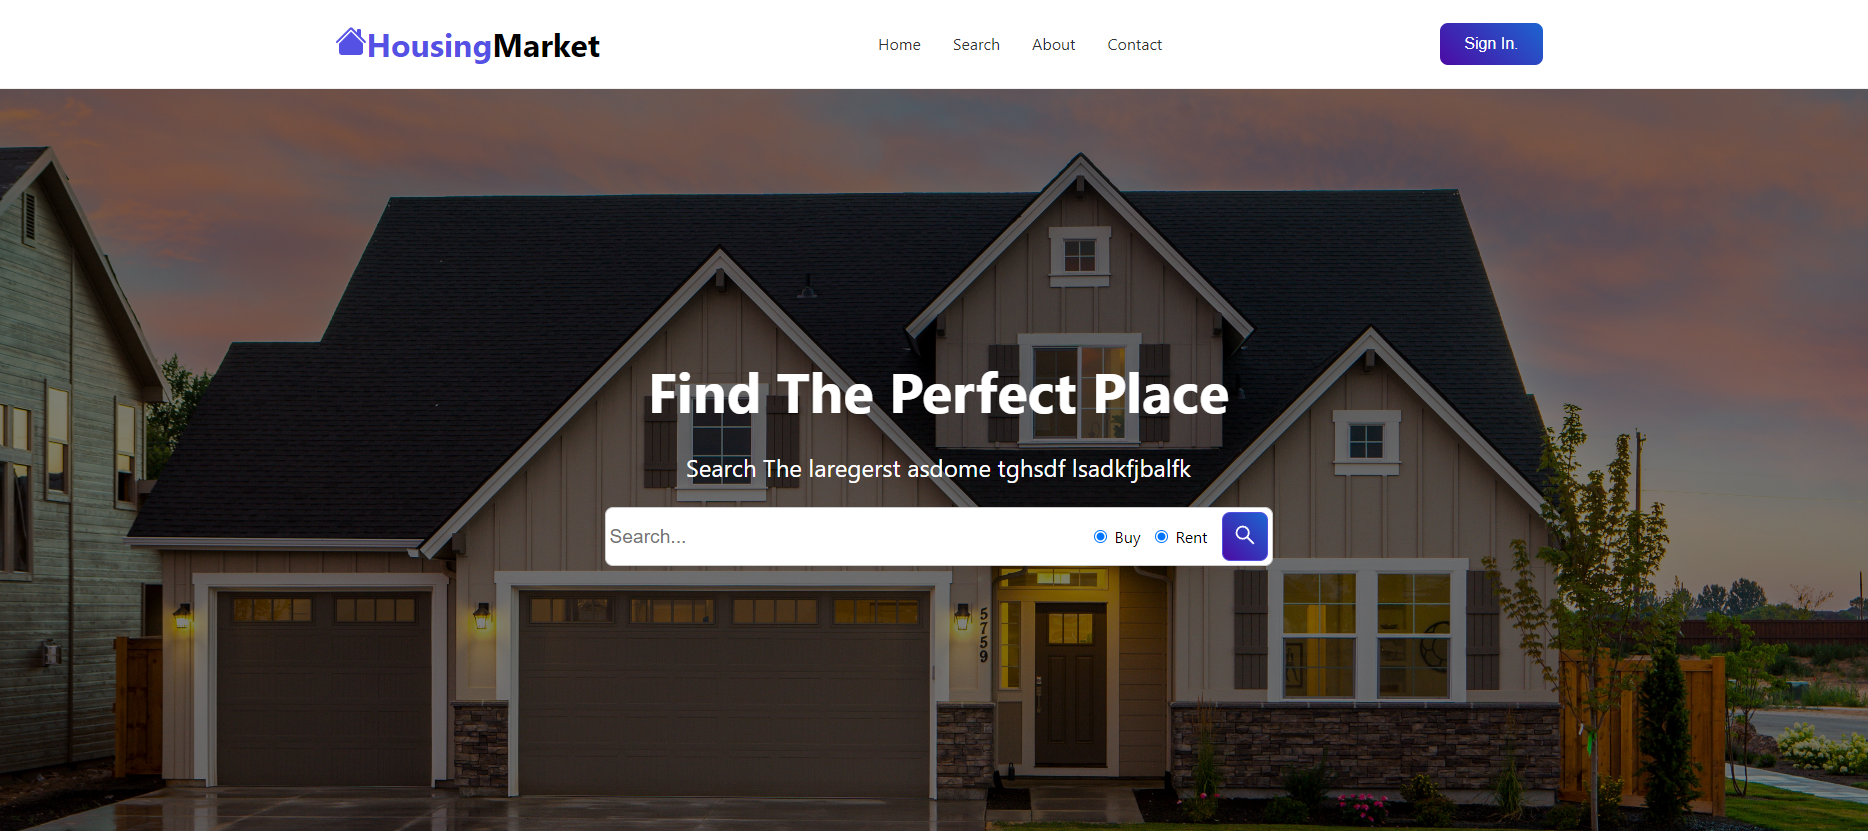 HousingMarket
Home Search About Contact
Sign In.
Find The Perfect Place
Search The laregerst asdome tghsdf lsadkfjbalfk
Search... Buy Rent
5759